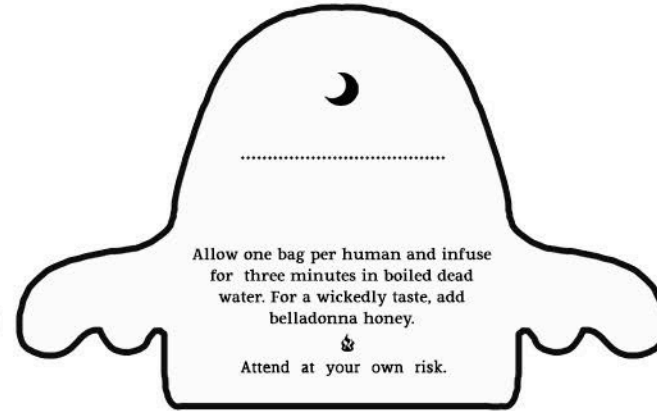 Allow one bag per human and infuse
for three minutes in boiled dead
water. For a wickedly taste, add
belladonna honey.
Attend at your own risk.